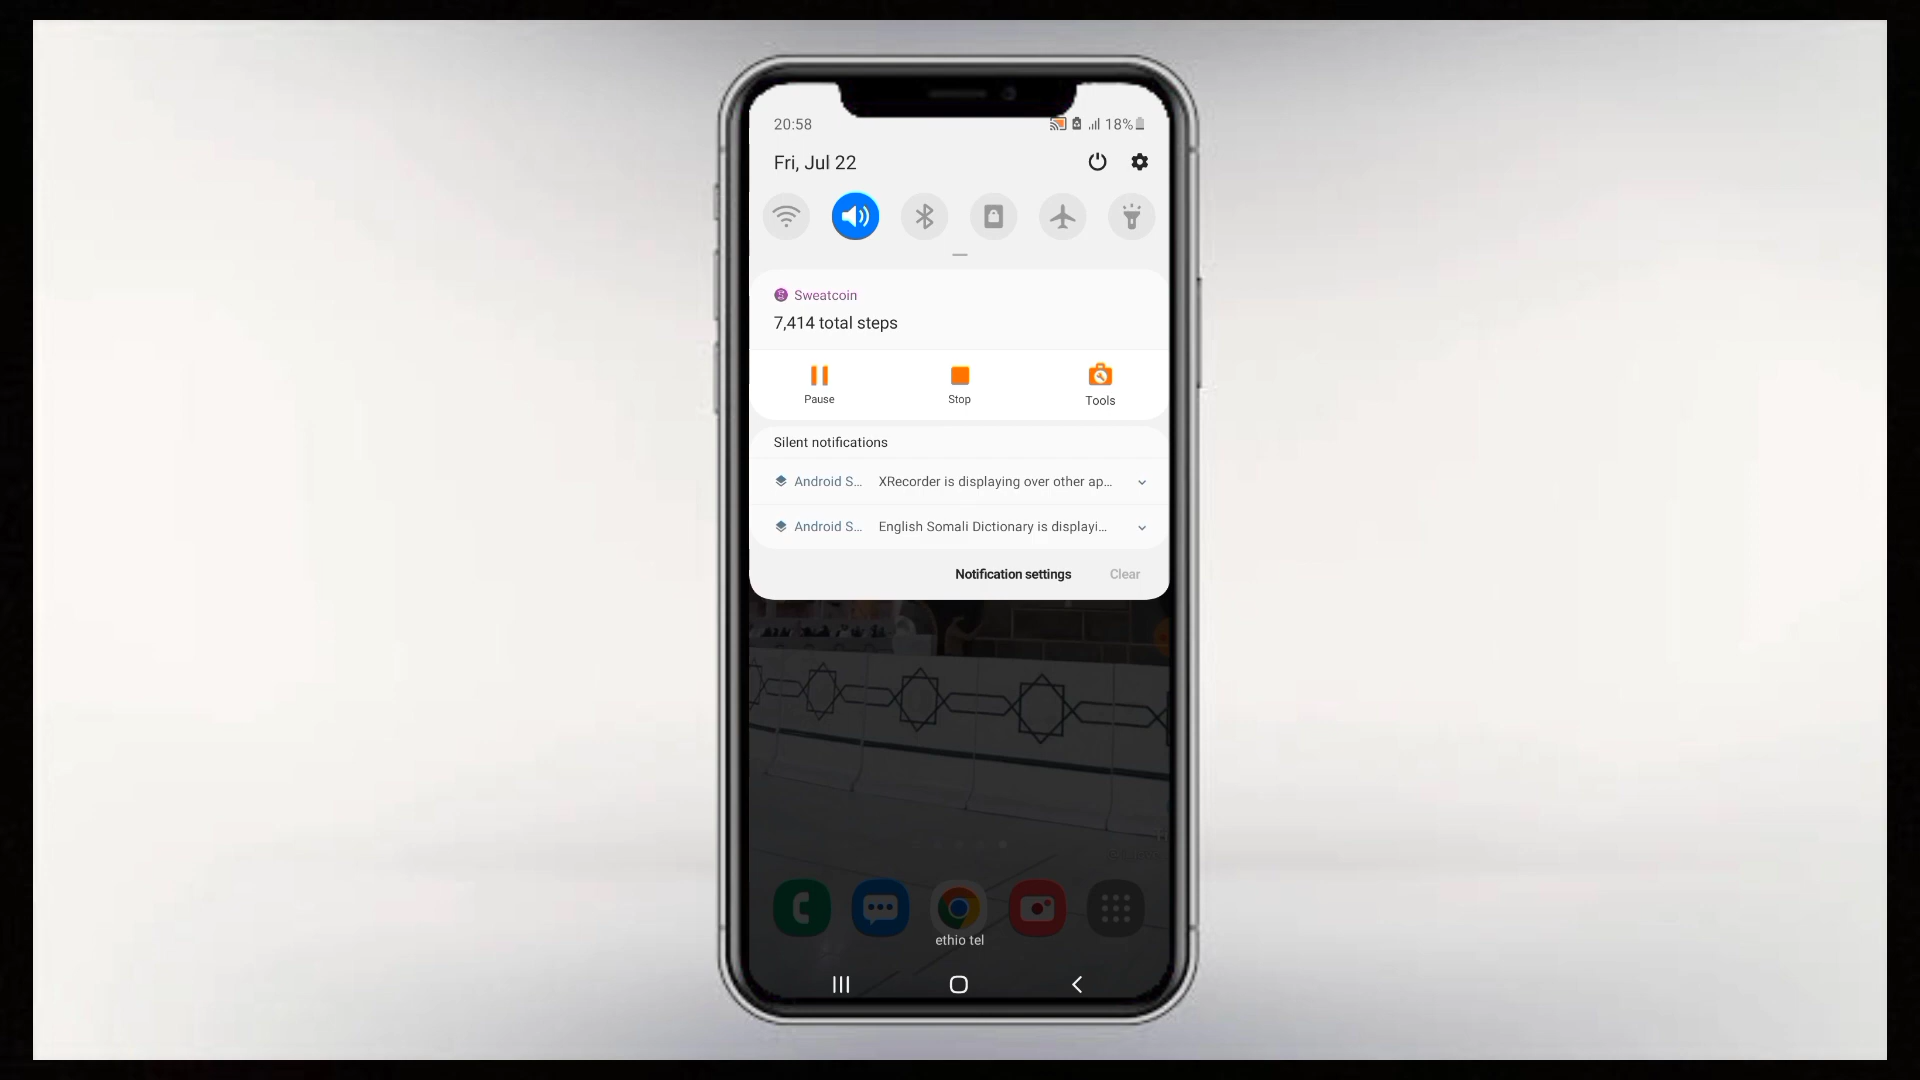 20:58 18%
Fri, Jul 22
Sweatcoin
7,414 total steps
Pause Stop Tools
Silent notifications
Android S... XRecorder is displaying over other ap...
Android S... English Somali Dictionary is displayi...
Notification settings Clear
ethio tel